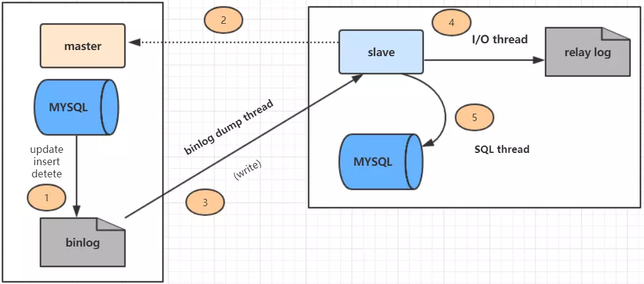 master
MYSQL
update
insert
detete
1
binlog
2
binlog dump thread
(write)
3
slave
4
I/O thread
relay log
5
MYSQL
SQL thread